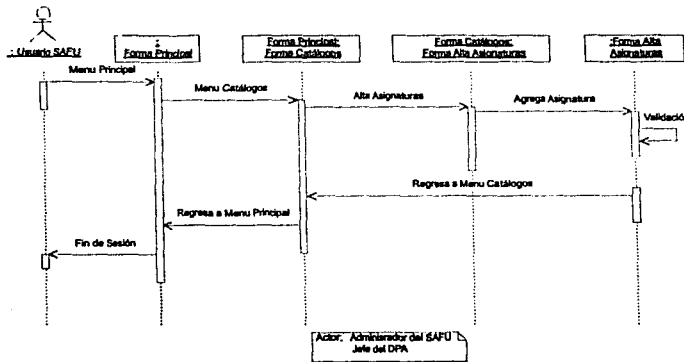 : Usuario SAFU
:
Forma Principal
Forma Principal:
Forma Catálogos
Forma Catálogos:
Forma Alta Asignaturas
:Forma Alta
Asignaturas
Menu Principal
Menu Catálogos
Alta Asignaturas
Agrega Asignatura
Validació
Regresa a Menu Catálogos
Regresa a Menu Principal
Fin de Sesión
Actor: Administrador del SAFU
Jefe del DPA